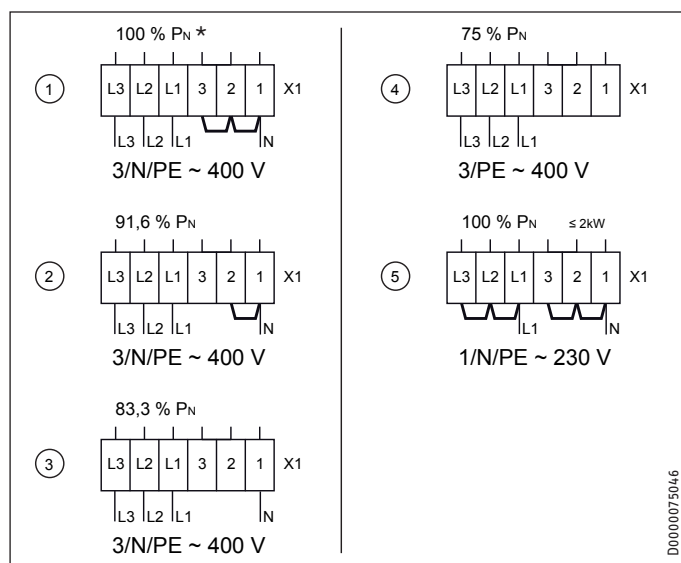 100 % PN *
1
L3 L2 L1 3 2 1 X1
L3 L2 L1 N
3/N/PE ~ 400 V
91,6 % PN
2
L3 L2 L1 3 2 1 X1
L3 L2 L1 N
3/N/PE ~ 400 V
83,3 % PN
3
L3 L2 L1 3 2 1 X1
L3 L2 L1 N
3/N/PE ~ 400 V
75 % PN
4
L3 L2 L1 3 2 1 X1
L3 L2 L1
3/PE ~ 400 V
100 % PN ≤ 2kW
5
L3 L2 L1 3 2 1 X1
L1 N
1/N/PE ~ 230 V
D0000075046